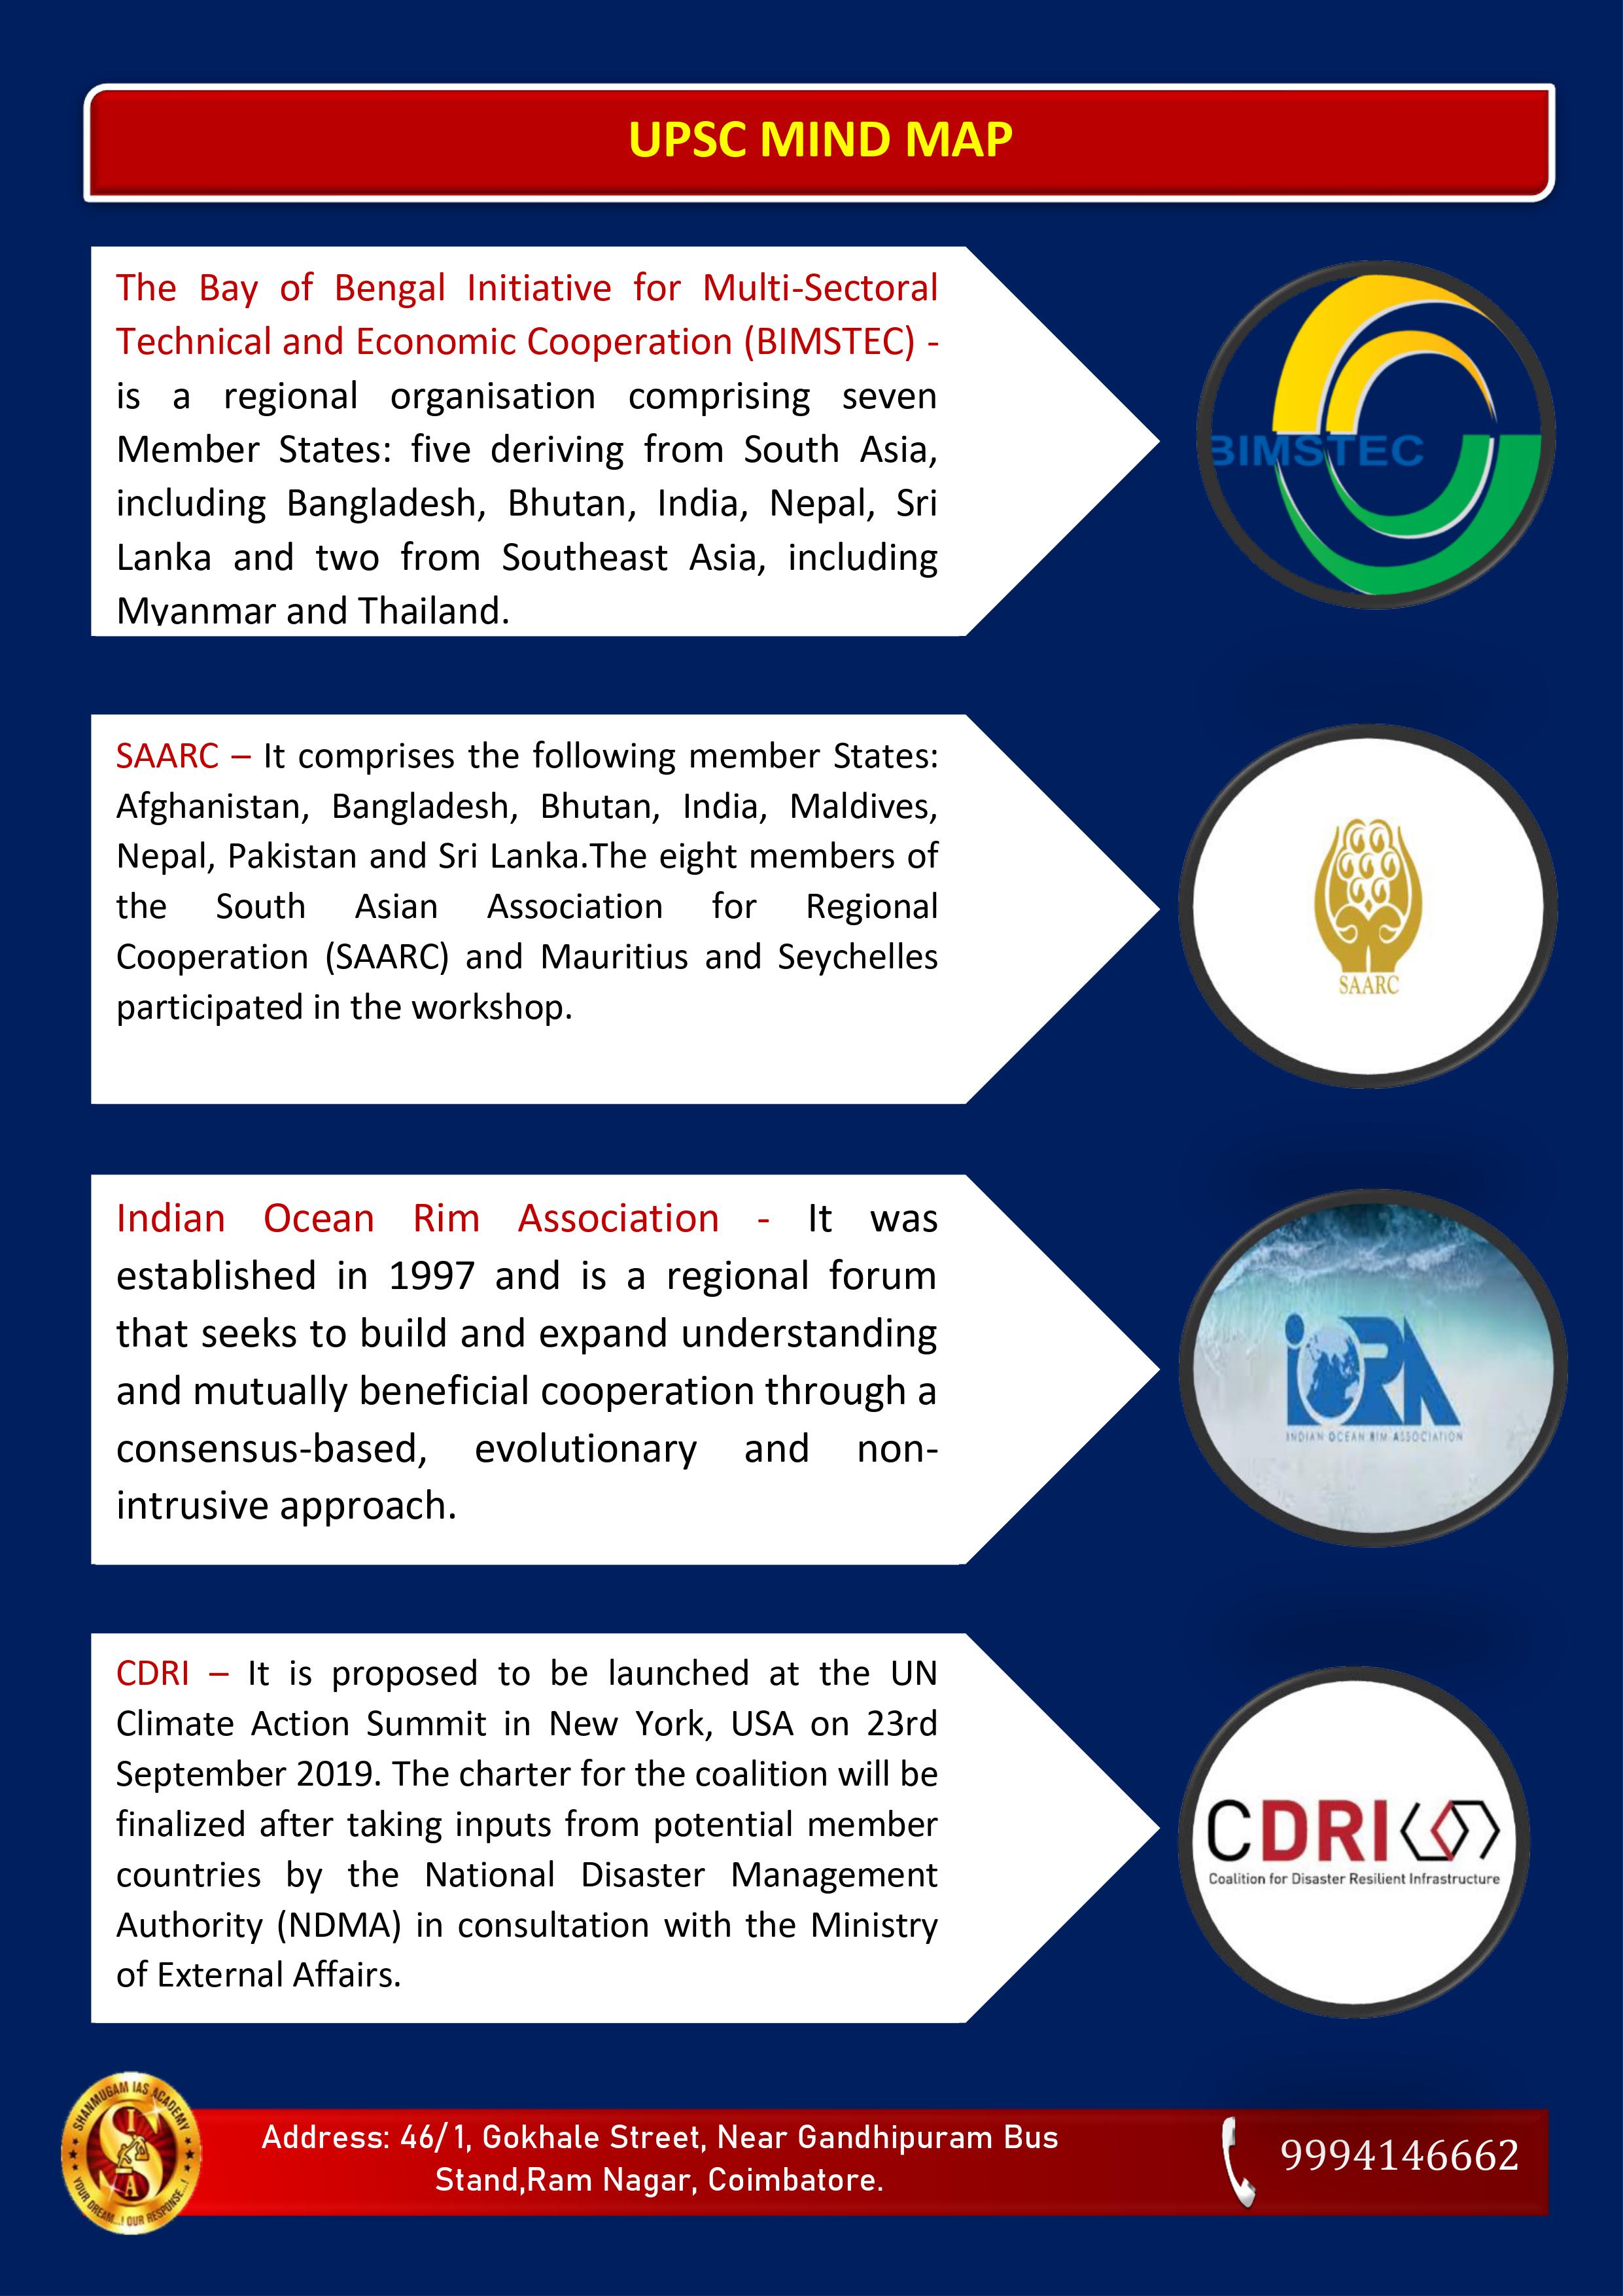 UPSC MIND MAP
The Bay of Bengal Initiative for Multi-Sectoral
Technical and Economic Cooperation (BIMSTEC) -
is a regional organisation comprising seven
Member States: five deriving from South Asia,
including Bangladesh, Bhutan, India, Nepal, Sri
Lanka and two from Southeast Asia, including
Myanmar and Thailand.
BIMSTEC
SAARC – It comprises the following member States:
Afghanistan, Bangladesh, Bhutan, India, Maldives,
Nepal, Pakistan and Sri Lanka.The eight members of
the South Asian Association for Regional
Cooperation (SAARC) and Mauritius and Seychelles
participated in the workshop.
SAARC
Indian Ocean Rim Association - It was
established in 1997 and is a regional forum
that seeks to build and expand understanding
and mutually beneficial cooperation through a
consensus-based, evolutionary and non-
intrusive approach.
iORA
INDIAN OCEAN RIM ASSOCIATION
CDRI – It is proposed to be launched at the UN
Climate Action Summit in New York, USA on 23rd
September 2019. The charter for the coalition will be
finalized after taking inputs from potential member
countries by the National Disaster Management
Authority (NDMA) in consultation with the Ministry
of External Affairs.
CDRI
Coalition for Disaster Resilient Infrastructure
SHANMUGAM IAS ACADEMY
S I A
YOUR DREAM...! OUR RESPONSE...!
Address: 46/1, Gokhale Street, Near Gandhipuram Bus
Stand,Ram Nagar, Coimbatore.
9994146662